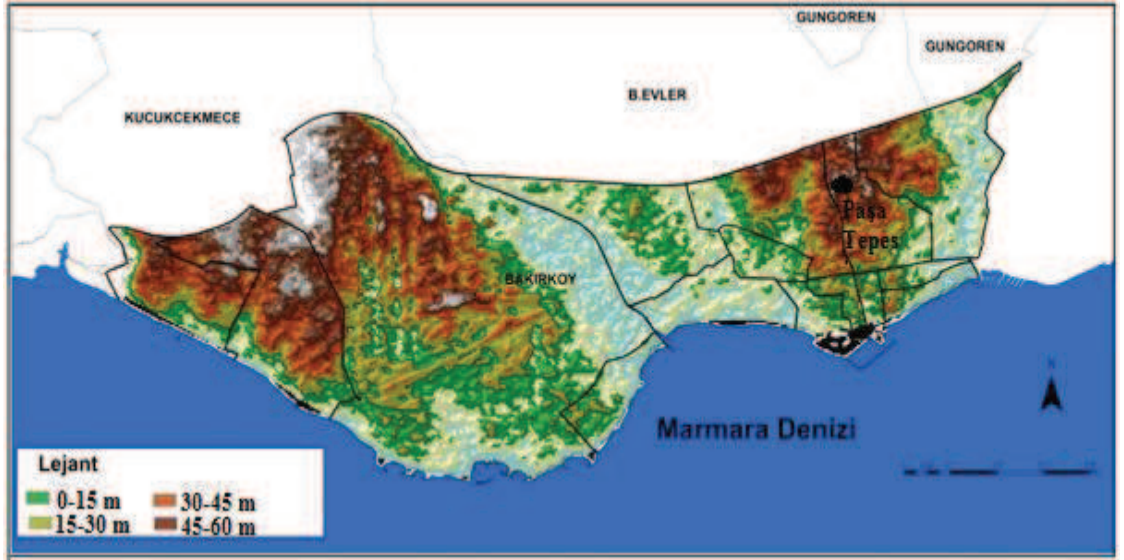 GUNGOREN
GUNGOREN
B.EVLER
KUCUKCEKMECE
Paşa
Tepes
BAKIRKOY
N
Marmara Denizi
Lejant
0-15 m
30-45 m
15-30 m
45-60 m